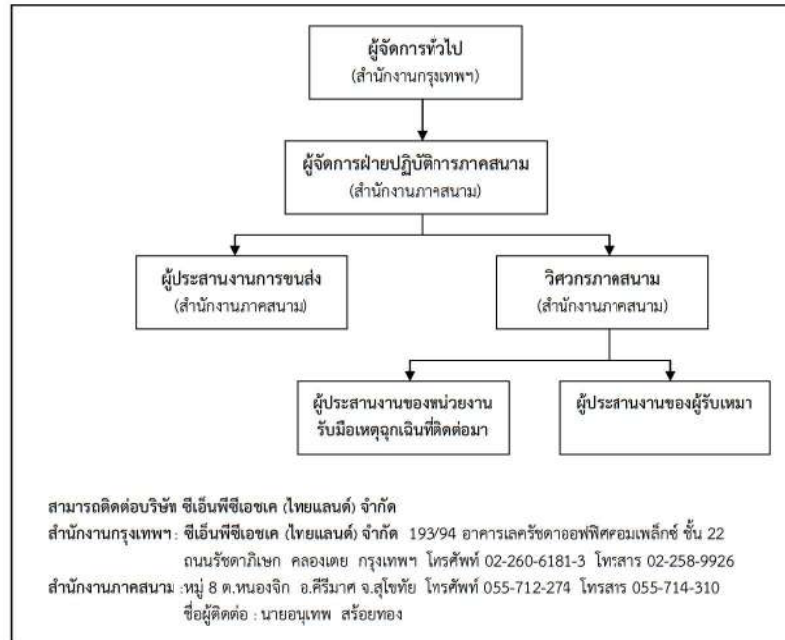 ผู้จัดการทั่วไป
(สำนักงานกรุงเทพฯ)
ผู้จัดการฝ่ายปฏิบัติการภาคสนาม
(สำนักงานภาคสนาม)
ผู้ประสานงานการขนส่ง
(สำนักงานภาคสนาม)
วิศวกรภาคสนาม
(สำนักงานภาคสนาม)
ผู้ประสานงานของหน่วยงาน
รับมือเหตุฉุกเฉินที่ติดต่อมา
ผู้ประสานงานของผู้รับเหมา
สามารถติดต่อบริษัท ซีเอ็นพีซีเอชเค (ไทยแลนด์) จำกัด
สำนักงานกรุงเทพฯ : ซีเอ็นพีซีเอชเค (ไทยแลนด์) จำกัด 193/94 อาคารเลครัชดาออฟฟิศคอมเพล็กซ์ ชั้น 22
ถนนรัชดาภิเษก คลองเตย กรุงเทพฯ โทรศัพท์ 02-260-6181-3 โทรสาร 02-258-9926
สำนักงานภาคสนาม :หมู่ 8 ต.หนองจิก อ.คีรีมาศ จ.สุโขทัย โทรศัพท์ 055-712-274 โทรสาร 055-714-310
ชื่อผู้ติดต่อ : นายอนุเทพ สร้อยทอง